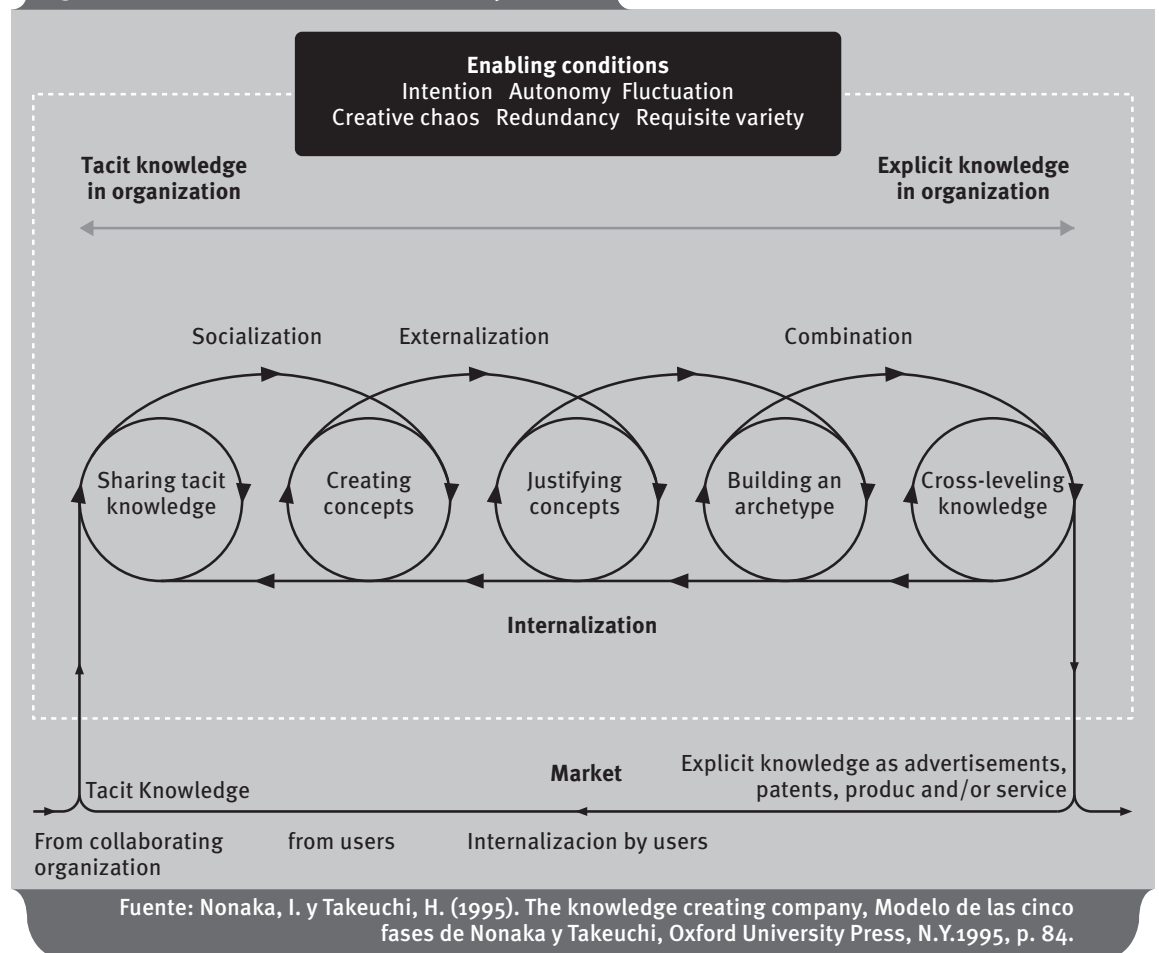 Enabling conditions
Intention Autonomy Fluctuation
Creative chaos Redundancy Requisite variety
Tacit knowledge
in organization
Explicit knowledge
in organization
Socialization
Externalization
Combination
Sharing tacit
knowledge
Creating
concepts
Justifying
concepts
Building an
archetype
Cross-leveling
knowledge
Internalization
Market
Tacit Knowledge
Explicit knowledge as advertisements,
patents, produc and/or service
From collaborating
organization
from users
Internalizacion by users
Fuente: Nonaka, I. y Takeuchi, H. (1995). The knowledge creating company, Modelo de las cinco
fases de Nonaka y Takeuchi, Oxford University Press, N.Y.1995, p. 84.